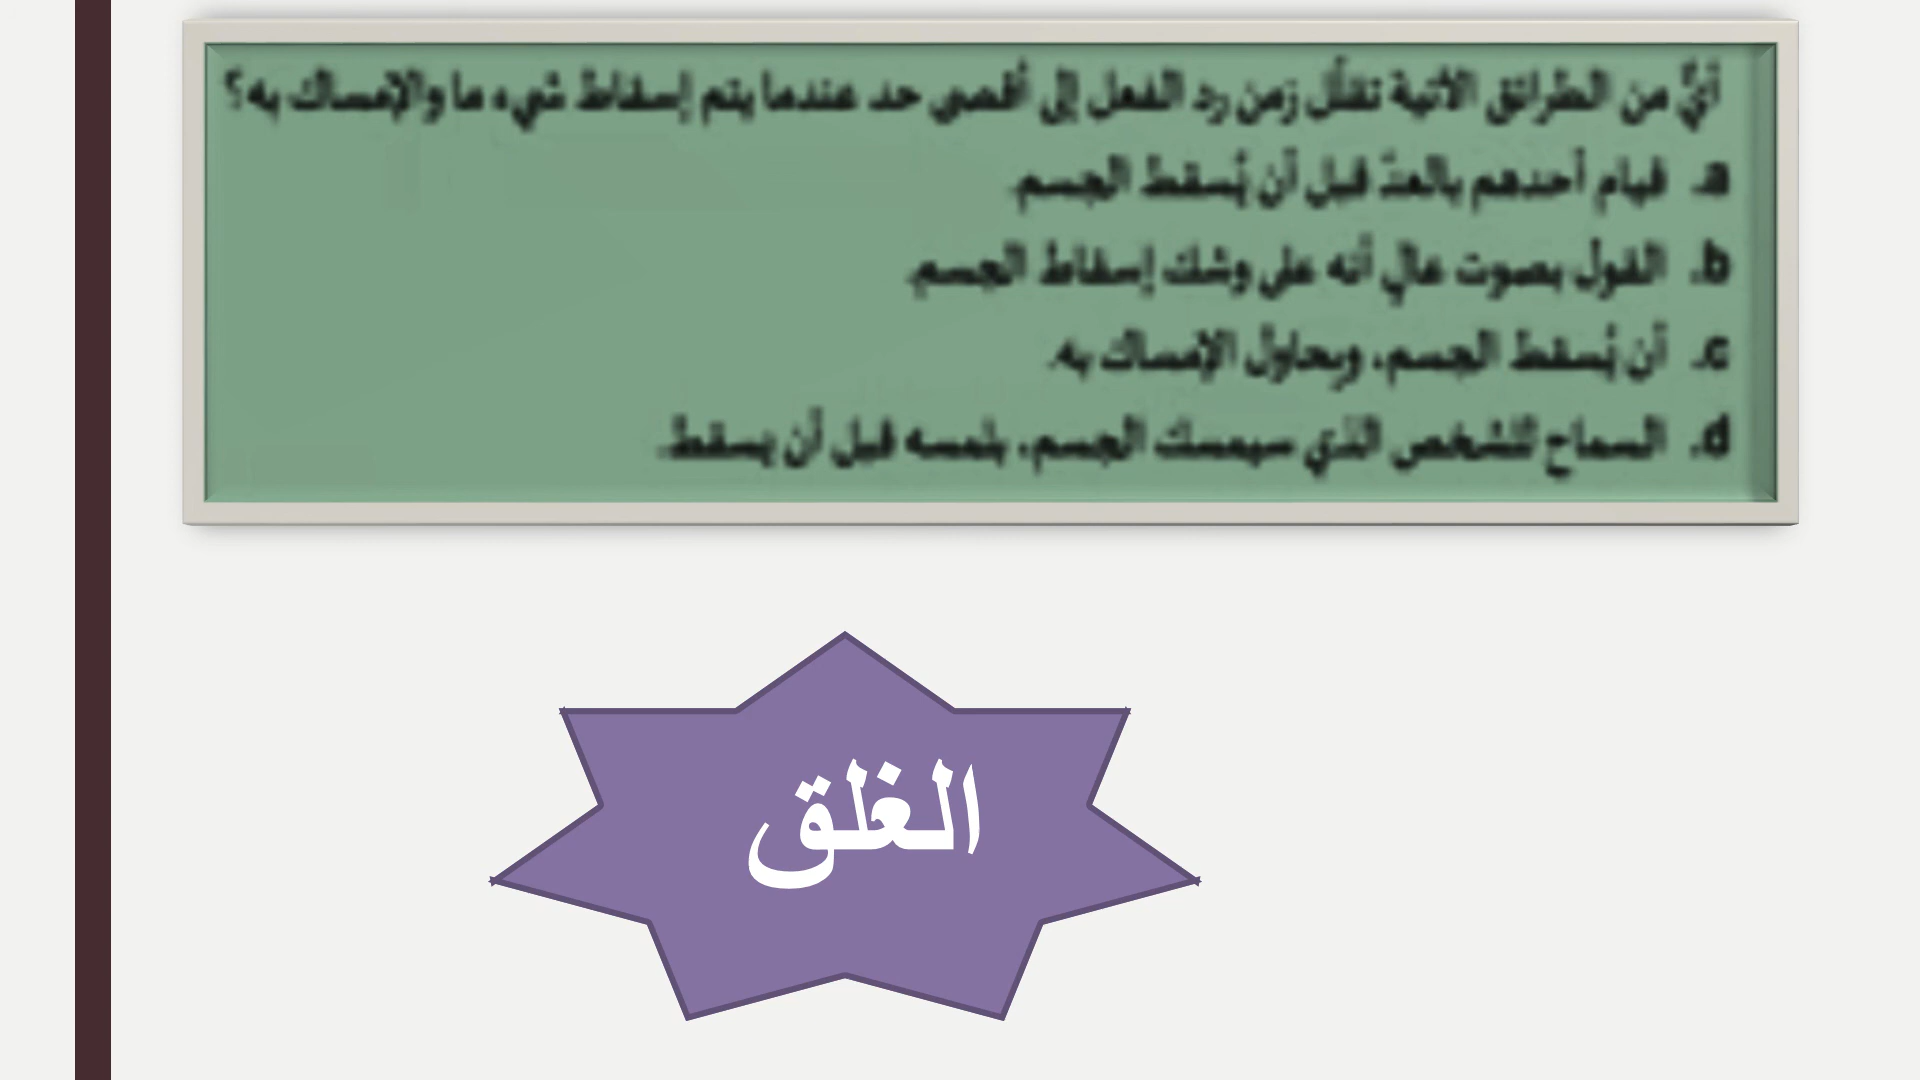 أيٌّ من الطرائق الآتية تقلّل زمن رد الفعل إلى أقصى حد عندما يتم إسقاط شيء ما والإمساك به؟
a. قيام أحدهم بالعدّ قبل أن يُسقط الجسم.
b. القول بصوت عالٍ أنه على وشك إسقاط الجسم.
c. أن يُسقط الجسم، ويحاول الإمساك به.
d. السماح للشخص الذي سيمسك الجسم، بلمسه قبل أن يسقط.
الغلق